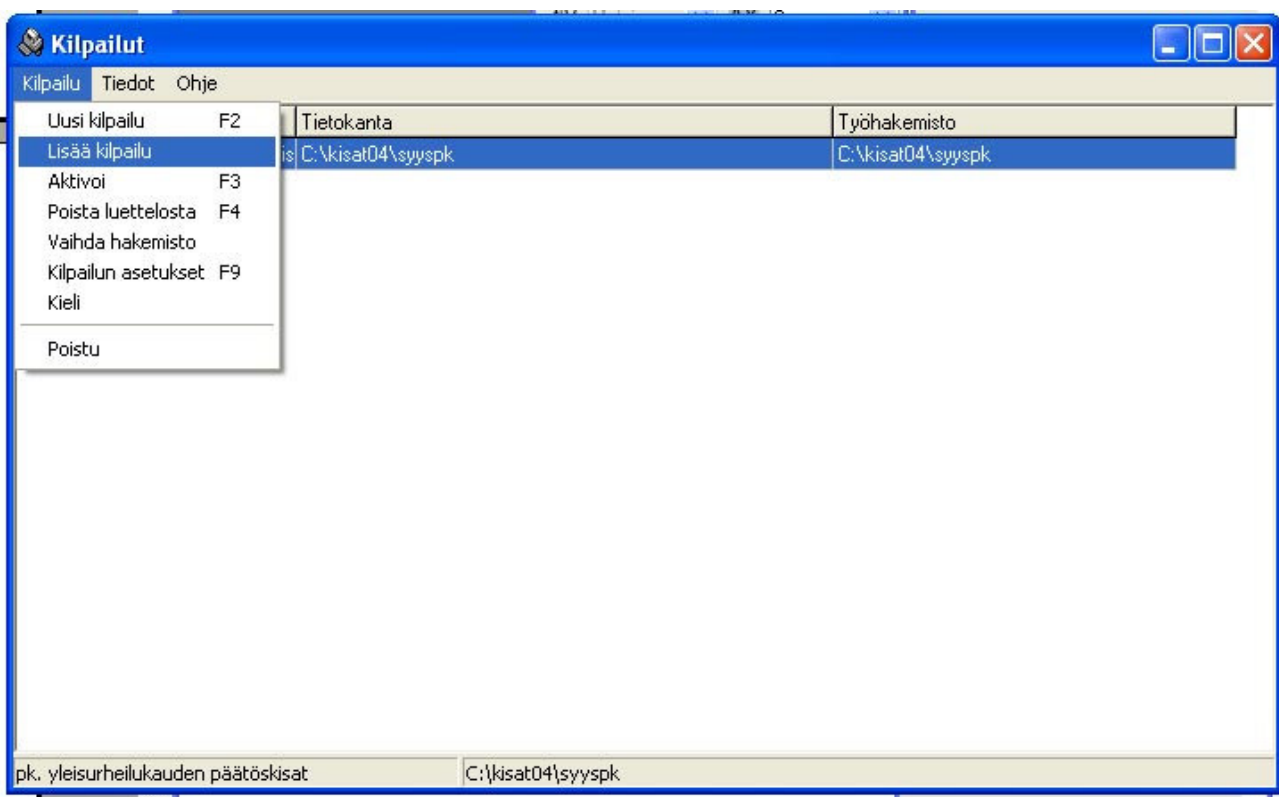 Kilpailut
Kilpailu Tiedot Ohje
Uusi kilpailu F2
Tietokanta Työhakemisto
Lisää kilpailu
is C:\kisat04\syyspk C:\kisat04\syyspk
Aktivoi F3
Poista luettelosta F4
Vaihda hakemisto
Kilpailun asetukset F9
Kieli
Poistu
pk. yleisurheilukauden päätöskisat C:\kisat04\syyspk